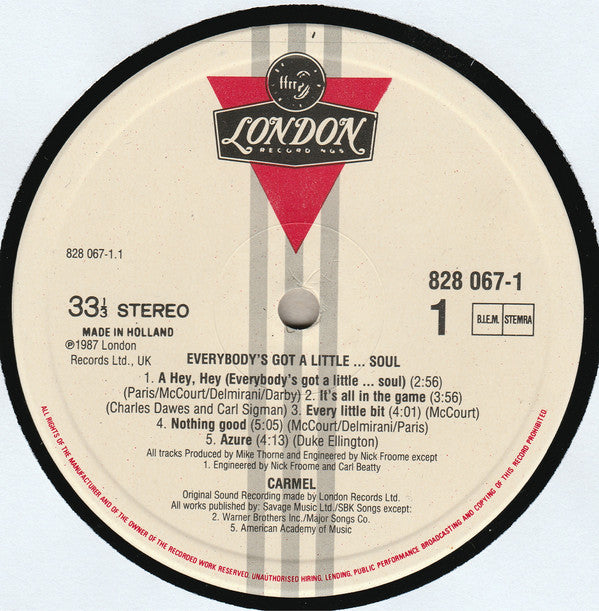 ffrr
LONDON
RECORDINGS
828 067-1.1
828 067-1
33⅓ STEREO
1
B.I.E.M. STEMRA
MADE IN HOLLAND
℗1987 London
Records Ltd., UK
EVERYBODY'S GOT A LITTLE ... SOUL
1. A Hey, Hey (Everybody's got a little ... soul) (2:56)
(Paris/McCourt/Delmirani/Darby) 2. It's all in the game (3:56)
(Charles Dawes and Carl Sigman) 3. Every little bit (4:01) (McCourt)
4. Nothing good (5:05) (McCourt/Delmirani/Paris)
5. Azure (4:13) (Duke Ellington)
All tracks Produced by Mike Thorne and Engineered by Nick Froome except
1. Engineered by Nick Froome and Carl Beatty
CARMEL
Original Sound Recording made by London Records Ltd.
All works published by: Savage Music Ltd./SBK Songs except:
2. Warner Brothers Inc./Major Songs Co.
5. American Academy of Music
ALL RIGHTS OF THE MANUFACTURER AND OF THE OWNER OF THE RECORDED WORK RESERVED. UNAUTHORISED HIRING, LENDING, PUBLIC PERFORMANCE BROADCASTING AND COPYING OF THIS RECORD PROHIBITED.